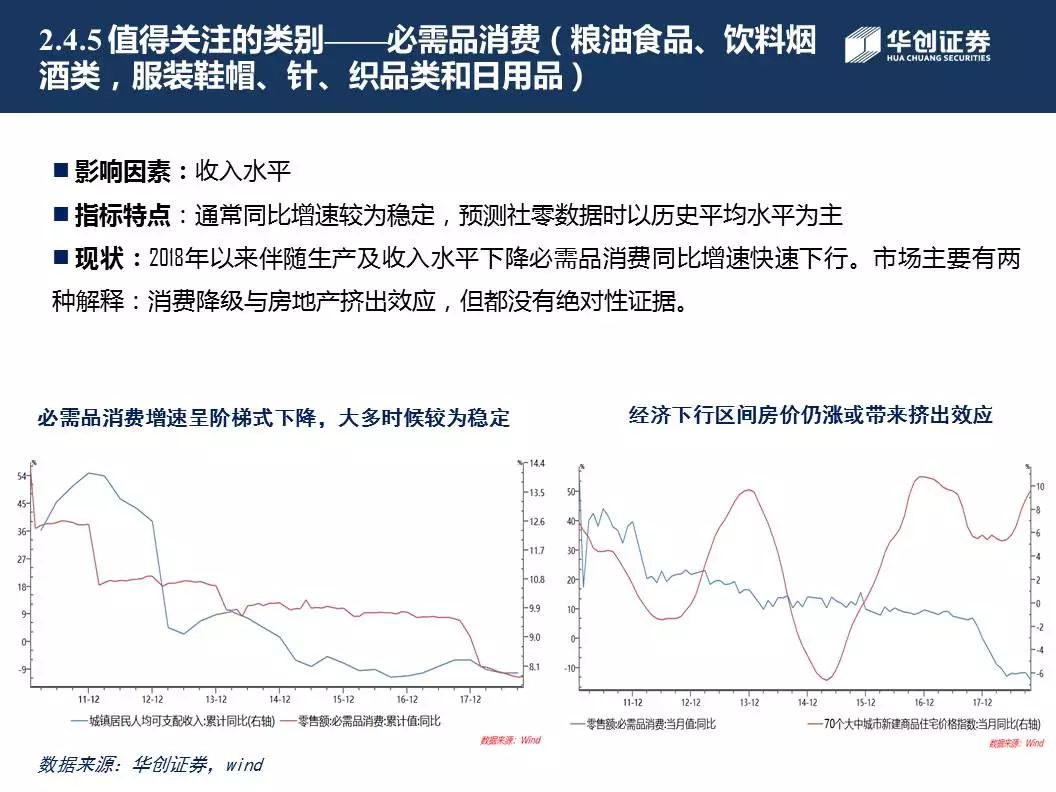 2.4.5 值得关注的类别——必需品消费（粮油食品、饮料烟
酒类，服装鞋帽、针、织品类和日用品）
华创证券
HUA CHUANG SECURITIES
影响因素：收入水平
指标特点：通常同比增速较为稳定，预测社零数据时以历史平均水平为主
现状：2018年以来伴随生产及收入水平下降必需品消费同比增速快速下行。市场主要有两
种解释：消费降级与房地产挤出效应，但都没有绝对性证据。
必需品消费增速呈阶梯式下降，大多时候较为稳定
% %
54 14.4
45 13.5
36 12.6
27 11.7
18 10.8
9 9.9
0 9.0
-9 8.1
11-12 12-12 13-12 14-12 15-12 16-12 17-12
城镇居民人均可支配收入:累计同比(右轴) 零售额:必需品消费:累计值:同比
数据来源：Wind
经济下行区间房价仍涨或带来挤出效应
% %
50 10
40 8
30 6
20 4
10 2
0 0
-10 -2
-4
-6
11-12 12-12 13-12 14-12 15-12 16-12 17-12
零售额:必需品消费:当月值:同比 70个大中城市新建商品住宅价格指数:当月同比(右轴)
数据来源：Wind
数据来源：华创证券，wind